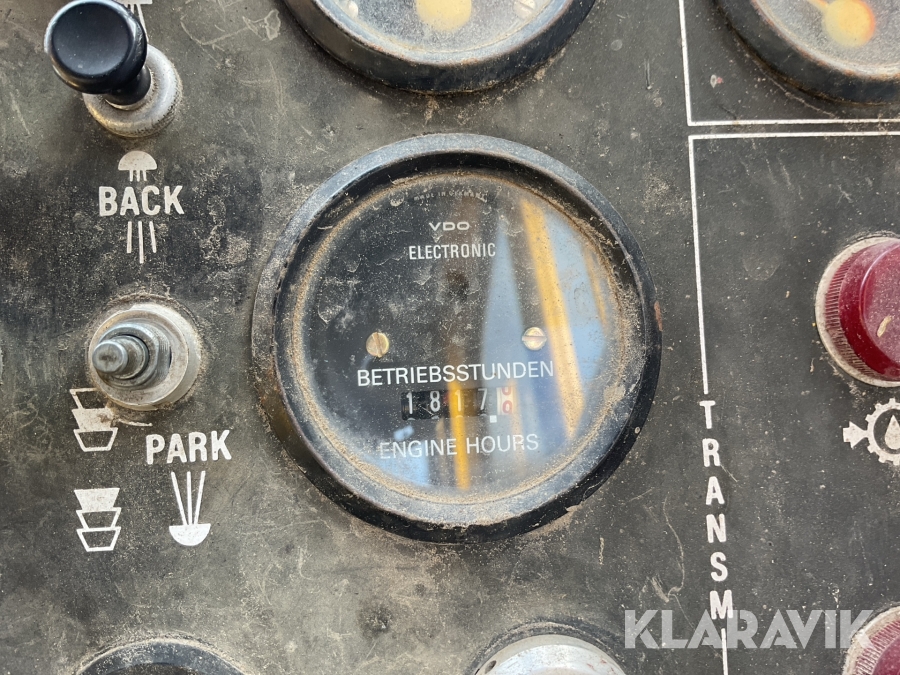 BACK
VDO
ELECTRONIC
BETRIEBSSTUNDEN
1817
ENGINE HOURS
PARK
TRANSM
KLARAVIK